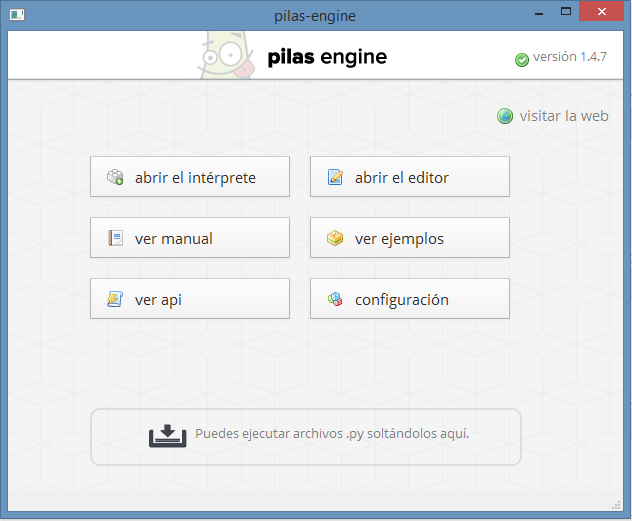 pilas-engine
pilas engine
versión 1.4.7
visitar la web
abrir el intérprete
abrir el editor
ver manual
ver ejemplos
ver api
configuración
Puedes ejecutar archivos .py soltándolos aquí.